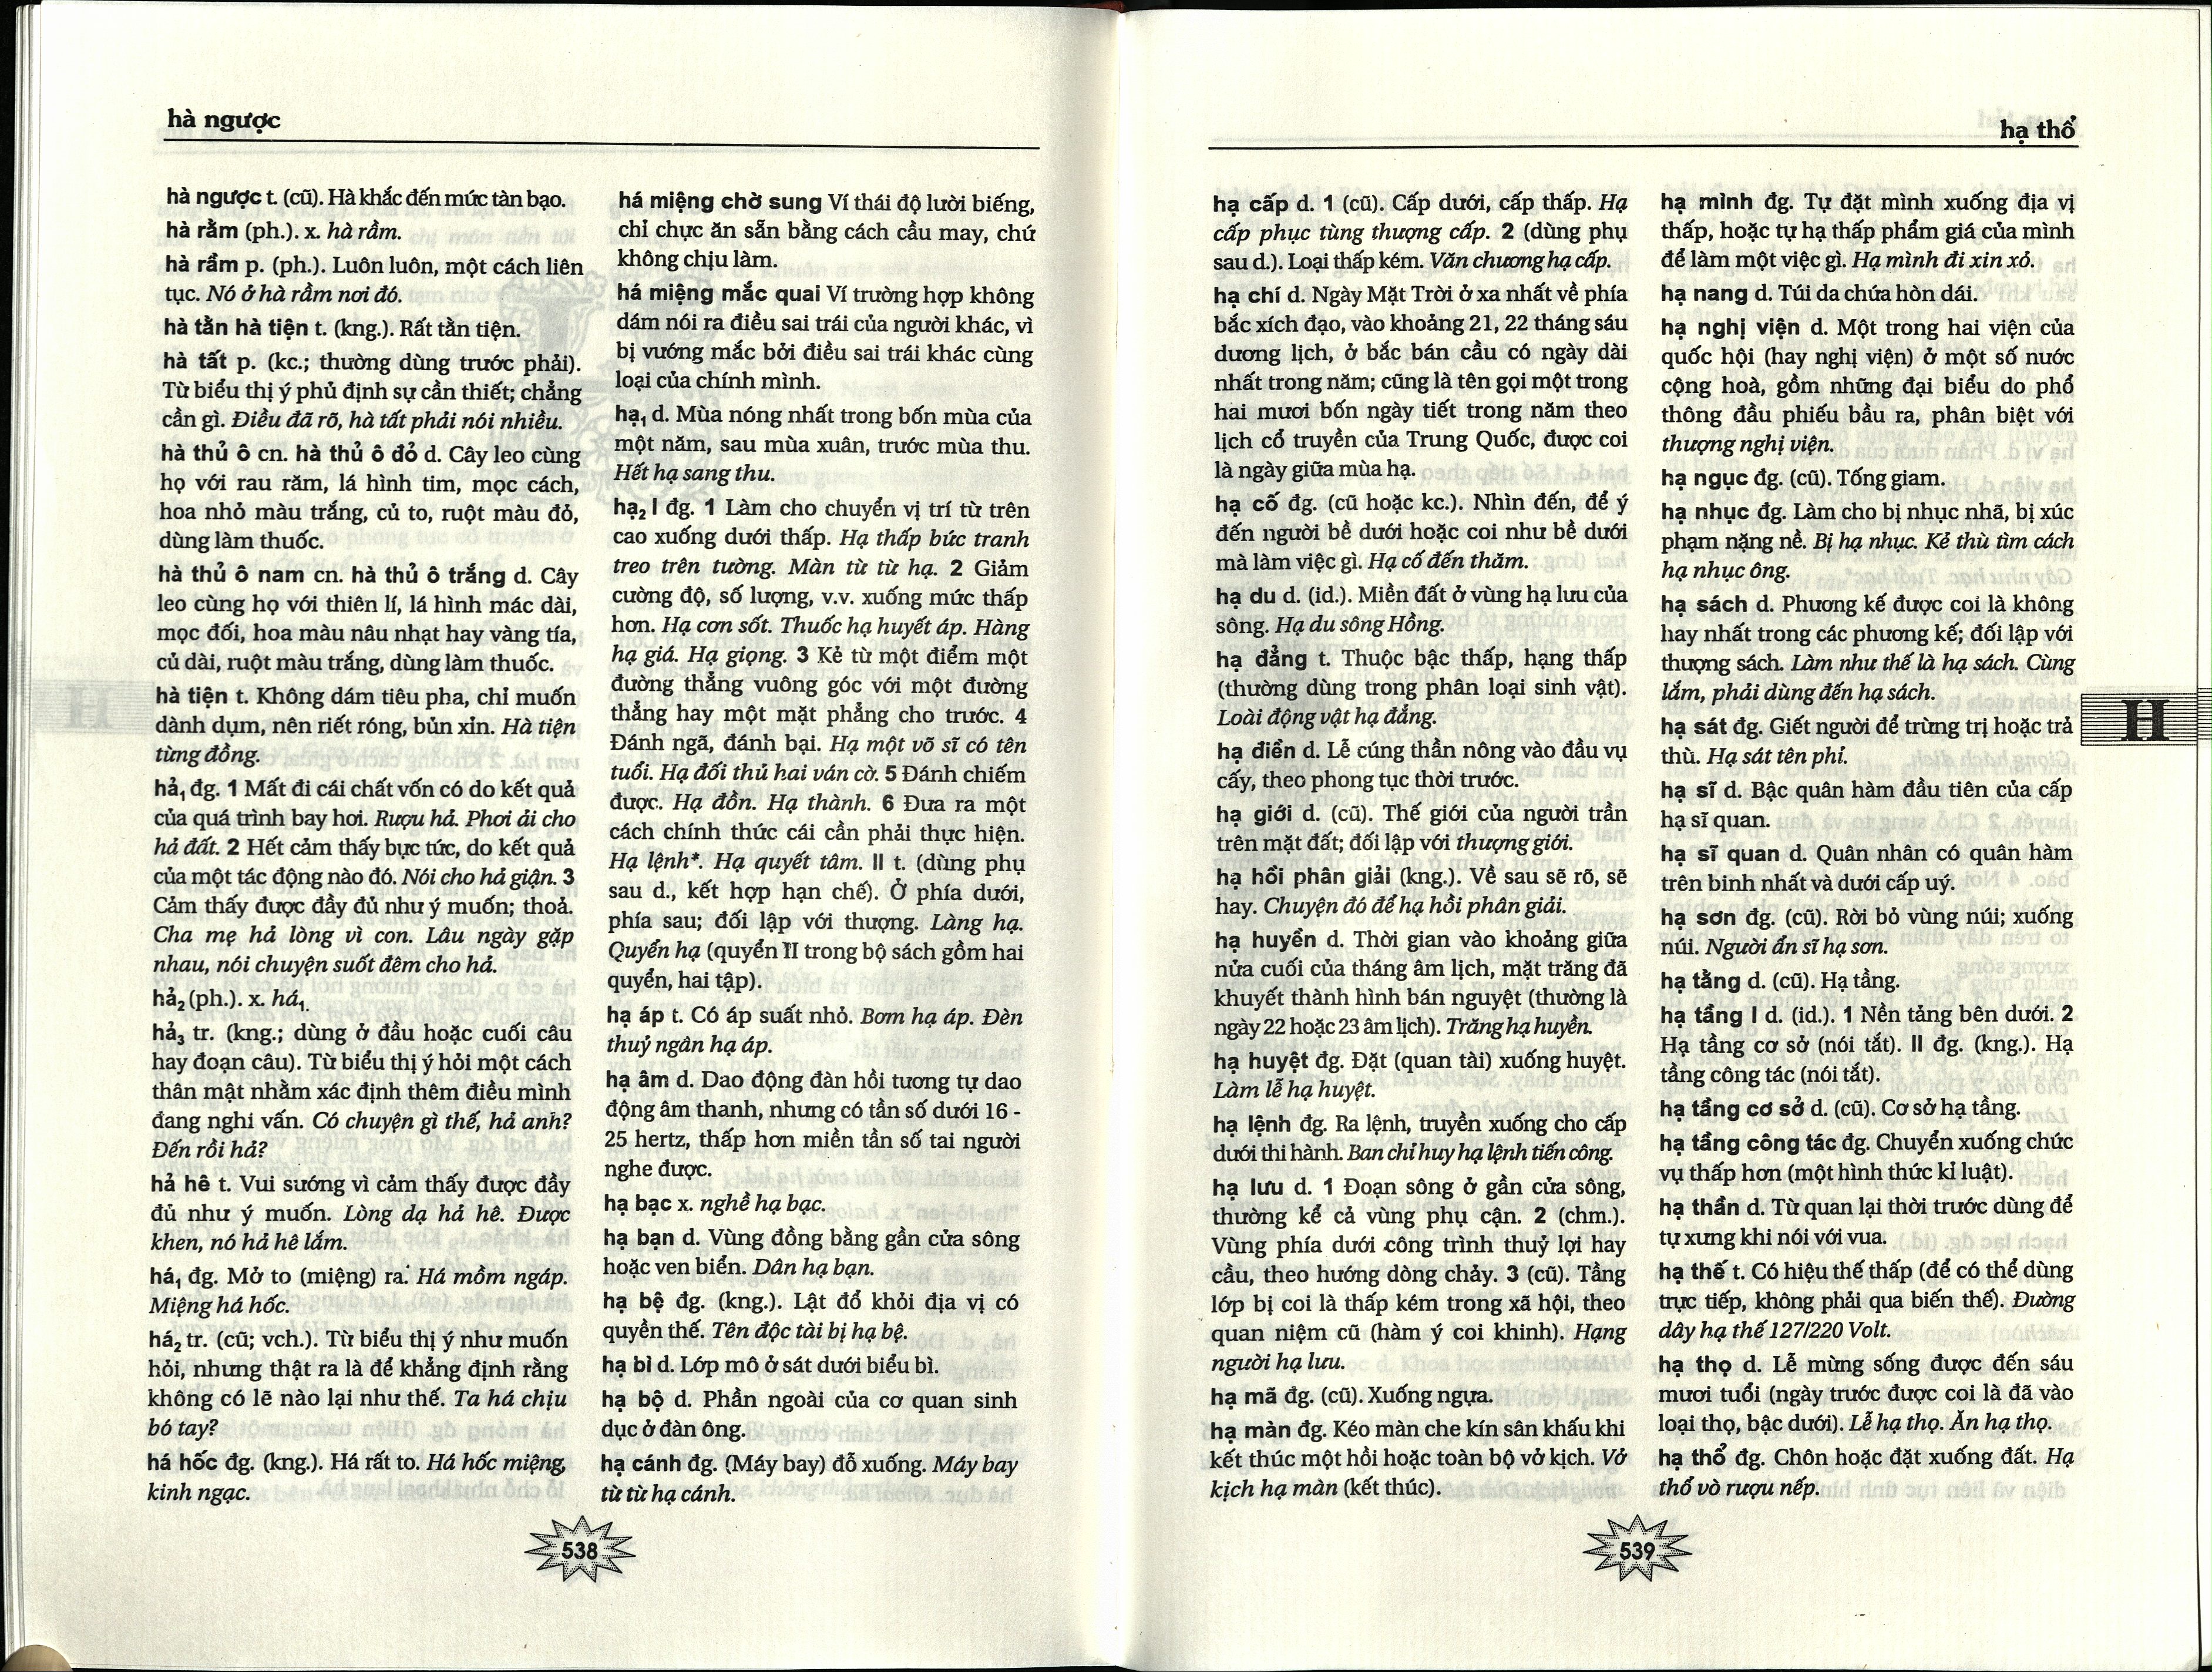 hà ngược
hà ngược t. (cũ). Hà khắc đến mức tàn bạo.
hà rằm (ph.). x. hà rầm.
hà rầm p. (ph.). Luôn luôn, một cách liên
tục. Nó ở hà rầm nơi đó.
hà tằn hà tiện t. (kng.). Rất tằn tiện.
hà tất p. (kc.; thường dùng trước phải).
Từ biểu thị ý phủ định sự cần thiết; chẳng
cần gì. Điều đã rõ, hà tất phải nói nhiều.
hà thủ ô cn. hà thủ ô đỏ d. Cây leo cùng
họ với rau răm, lá hình tim, mọc cách,
hoa nhỏ màu trắng, củ to, ruột màu đỏ,
dùng làm thuốc.
hà thủ ô nam cn. hà thủ ô trắng d. Cây
leo cùng họ với thiên lí, lá hình mác dài,
mọc đối, hoa màu nâu nhạt hay vàng tía,
củ dài, ruột màu trắng, dùng làm thuốc.
hà tiện t. Không dám tiêu pha, chỉ muốn
dành dụm, nên riết róng, bủn xỉn. Hà tiện
từng đồng.
hả₁ đg. 1 Mất đi cái chất vốn có do kết quả
của quá trình bay hơi. Rượu hả. Phơi ải cho
hả đất. 2 Hết cảm thấy bực tức, do kết quả
của một tác động nào đó. Nói cho hả giận. 3
Cảm thấy được đầy đủ như ý muốn; thoả.
Cha mẹ hả lòng vì con. Lâu ngày gặp
nhau, nói chuyện suốt đêm cho hả.
hả₂ (ph.). x. há₁.
hả₃ tr. (kng.; dùng ở đầu hoặc cuối câu
hay đoạn câu). Từ biểu thị ý hỏi một cách
thân mật nhằm xác định thêm điều mình
đang nghi vấn. Có chuyện gì thế, hả anh?
Đến rồi hả?
hả hê t. Vui sướng vì cảm thấy được đầy
đủ như ý muốn. Lòng dạ hả hê. Được
khen, nó hả hê lắm.
há₁ đg. Mở to (miệng) ra. Há mồm ngáp.
Miệng há hốc.
há₂ tr. (cũ; vch.). Từ biểu thị ý như muốn
hỏi, nhưng thật ra là để khẳng định rằng
không có lẽ nào lại như thế. Ta há chịu
bó tay?
há hốc đg. (kng.). Há rất to. Há hốc miệng,
kinh ngạc.
há miệng chờ sung Ví thái độ lười biếng,
chỉ chực ăn sẵn bằng cách cầu may, chứ
không chịu làm.
há miệng mắc quai Ví trường hợp không
dám nói ra điều sai trái của người khác, vì
bị vướng mắc bởi điều sai trái khác cùng
loại của chính mình.
hạ₁ d. Mùa nóng nhất trong bốn mùa của
một năm, sau mùa xuân, trước mùa thu.
Hết hạ sang thu.
hạ₂ I đg. 1 Làm cho chuyển vị trí từ trên
cao xuống dưới thấp. Hạ thấp bức tranh
treo trên tường. Màn từ từ hạ. 2 Giảm
cường độ, số lượng, v.v. xuống mức thấp
hơn. Hạ cơn sốt. Thuốc hạ huyết áp. Hàng
hạ giá. Hạ giọng. 3 Kẻ từ một điểm một
đường thẳng vuông góc với một đường
thẳng hay một mặt phẳng cho trước. 4
Đánh ngã, đánh bại. Hạ một võ sĩ có tên
tuổi. Hạ đối thủ hai ván cờ. 5 Đánh chiếm
được. Hạ đồn. Hạ thành. 6 Đưa ra một
cách chính thức cái cần phải thực hiện.
Hạ lệnh*. Hạ quyết tâm. II t. (dùng phụ
sau d., kết hợp hạn chế). Ở phía dưới,
phía sau; đối lập với thượng. Làng hạ.
Quyển hạ (quyển II trong bộ sách gồm hai
quyển, hai tập).
hạ áp t. Có áp suất nhỏ. Bơm hạ áp. Đèn
thuỷ ngân hạ áp.
hạ âm d. Dao động đàn hồi tương tự dao
động âm thanh, nhưng có tần số dưới 16 -
25 hertz, thấp hơn miền tần số tai người
nghe được.
hạ bạc x. nghề hạ bạc.
hạ bạn d. Vùng đồng bằng gần cửa sông
hoặc ven biển. Dân hạ bạn.
hạ bệ đg. (kng.). Lật đổ khỏi địa vị có
quyền thế. Tên độc tài bị hạ bệ.
hạ bì d. Lớp mô ở sát dưới biểu bì.
hạ bộ d. Phần ngoài của cơ quan sinh
dục ở đàn ông.
hạ cánh đg. (Máy bay) đỗ xuống. Máy bay
từ từ hạ cánh.
538
hạ thổ
hạ cấp d. 1 (cũ). Cấp dưới, cấp thấp. Hạ
cấp phục tùng thượng cấp. 2 (dùng phụ
sau d.). Loại thấp kém. Văn chương hạ cấp.
hạ chí d. Ngày Mặt Trời ở xa nhất về phía
bắc xích đạo, vào khoảng 21, 22 tháng sáu
dương lịch, ở bắc bán cầu có ngày dài
nhất trong năm; cũng là tên gọi một trong
hai mươi bốn ngày tiết trong năm theo
lịch cổ truyền của Trung Quốc, được coi
là ngày giữa mùa hạ.
hạ cố đg. (cũ hoặc kc.). Nhìn đến, để ý
đến người bề dưới hoặc coi như bề dưới
mà làm việc gì. Hạ cố đến thăm.
hạ du d. (id.). Miền đất ở vùng hạ lưu của
sông. Hạ du sông Hồng.
hạ đẳng t. Thuộc bậc thấp, hạng thấp
(thường dùng trong phân loại sinh vật).
Loài động vật hạ đẳng.
hạ điền d. Lễ cúng thần nông vào đầu vụ
cấy, theo phong tục thời trước.
hạ giới d. (cũ). Thế giới của người trần
trên mặt đất; đối lập với thượng giới.
hạ hồi phân giải (kng.). Về sau sẽ rõ, sẽ
hay. Chuyện đó để hạ hồi phân giải.
hạ huyền d. Thời gian vào khoảng giữa
nửa cuối của tháng âm lịch, mặt trăng đã
khuyết thành hình bán nguyệt (thường là
ngày 22 hoặc 23 âm lịch). Trăng hạ huyền.
hạ huyệt đg. Đặt (quan tài) xuống huyệt.
Làm lễ hạ huyệt.
hạ lệnh đg. Ra lệnh, truyền xuống cho cấp
dưới thi hành. Ban chỉ huy hạ lệnh tiến công.
hạ lưu d. 1 Đoạn sông ở gần cửa sông,
thường kể cả vùng phụ cận. 2 (chm.).
Vùng phía dưới công trình thuỷ lợi hay
cầu, theo hướng dòng chảy. 3 (cũ). Tầng
lớp bị coi là thấp kém trong xã hội, theo
quan niệm cũ (hàm ý coi khinh). Hạng
người hạ lưu.
hạ mã đg. (cũ). Xuống ngựa.
hạ màn đg. Kéo màn che kín sân khấu khi
kết thúc một hồi hoặc toàn bộ vở kịch. Vở
kịch hạ màn (kết thúc).
hạ mình đg. Tự đặt mình xuống địa vị
thấp, hoặc tự hạ thấp phẩm giá của mình
để làm một việc gì. Hạ mình đi xin xỏ.
hạ nang d. Túi da chứa hòn dái.
hạ nghị viện d. Một trong hai viện của
quốc hội (hay nghị viện) ở một số nước
cộng hoà, gồm những đại biểu do phổ
thông đầu phiếu bầu ra, phân biệt với
thượng nghị viện.
hạ ngục đg. (cũ). Tống giam.
hạ nhục đg. Làm cho bị nhục nhã, bị xúc
phạm nặng nề. Bị hạ nhục. Kẻ thù tìm cách
hạ nhục ông.
hạ sách d. Phương kế được coi là không
hay nhất trong các phương kế; đối lập với
thượng sách. Làm như thế là hạ sách. Cùng
lắm, phải dùng đến hạ sách.
hạ sát đg. Giết người để trừng trị hoặc trả
thù. Hạ sát tên phỉ.
hạ sĩ d. Bậc quân hàm đầu tiên của cấp
hạ sĩ quan.
hạ sĩ quan d. Quân nhân có quân hàm
trên binh nhất và dưới cấp uý.
hạ sơn đg. (cũ). Rời bỏ vùng núi; xuống
núi. Người ẩn sĩ hạ sơn.
hạ tằng d. (cũ). Hạ tầng.
hạ tầng I d. (id.). 1 Nền tảng bên dưới. 2
Hạ tầng cơ sở (nói tắt). II đg. (kng.). Hạ
tầng công tác (nói tắt).
hạ tầng cơ sở d. (cũ). Cơ sở hạ tầng.
hạ tầng công tác đg. Chuyển xuống chức
vụ thấp hơn (một hình thức kỉ luật).
hạ thần d. Từ quan lại thời trước dùng để
tự xưng khi nói với vua.
hạ thế t. Có hiệu thế thấp (để có thể dùng
trực tiếp, không phải qua biến thế). Đường
dây hạ thế 127/220 Volt.
hạ thọ d. Lễ mừng sống được đến sáu
mươi tuổi (ngày trước được coi là đã vào
loại thọ, bậc dưới). Lễ hạ thọ. Ăn hạ thọ.
hạ thổ đg. Chôn hoặc đặt xuống đất. Hạ
thổ vò rượu nếp.
H
539